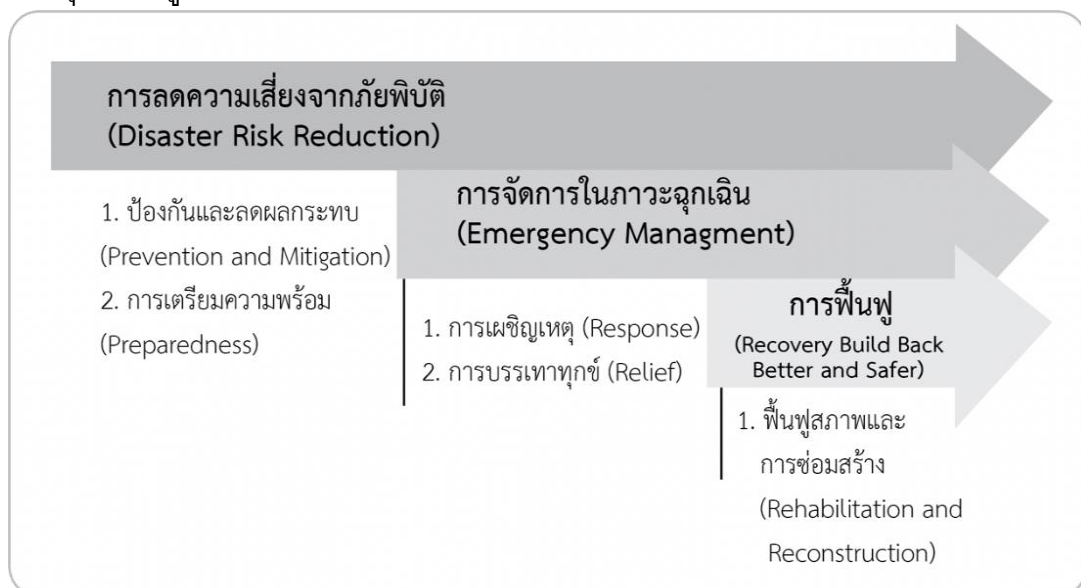 การลดความเสี่ยงจากภัยพิบัติ
(Disaster Risk Reduction)
1. ป้องกันและลดผลกระทบ
(Prevention and Mitigation)
2. การเตรียมความพร้อม
(Preparedness)
การจัดการในภาวะฉุกเฉิน
(Emergency Managment)
1. การเผชิญเหตุ (Response)
2. การบรรเทาทุกข์ (Relief)
การฟื้นฟู
(Recovery Build Back
Better and Safer)
1. ฟื้นฟูสภาพและ
การซ่อมสร้าง
(Rehabilitation and
Reconstruction)